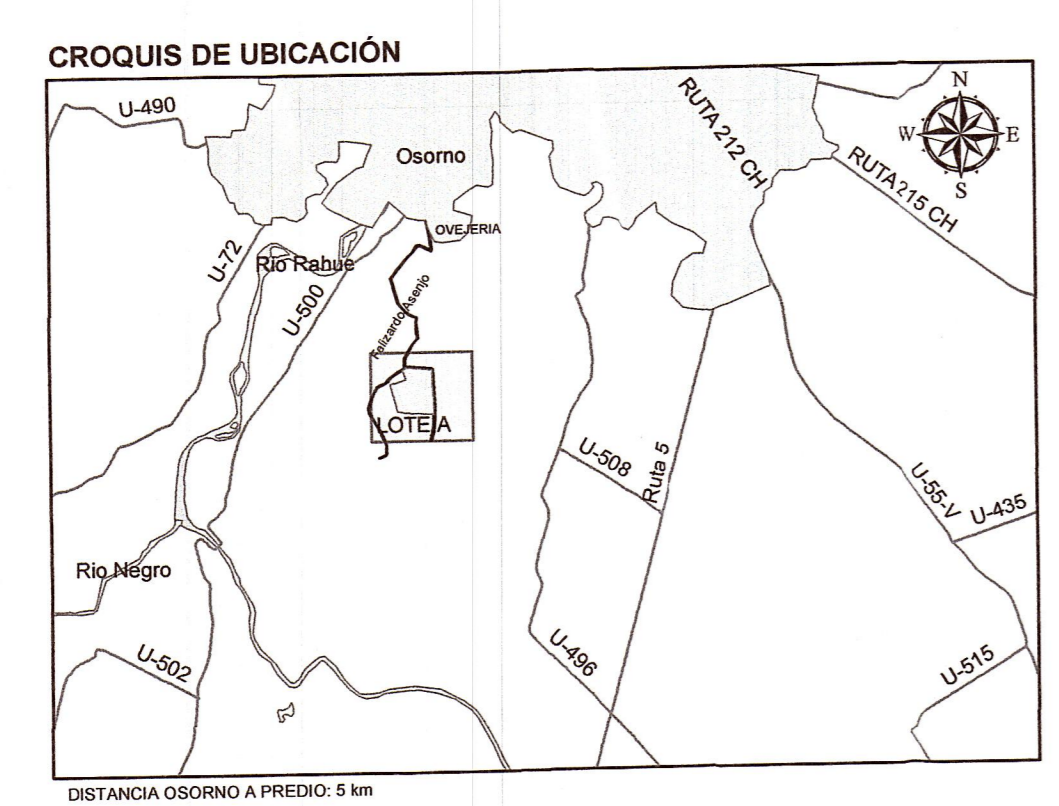 CROQUIS DE UBICACIÓN
U-490
N
W
E
S
RUTA 212 CH
Osorno
RUTA 215 CH
OVEJERIA
U-72
Rio Rahue
U-500
Felizardo Asenjo
LOTE A
U-508
Ruta 5
U-55-V
U-435
Rio Negro
U-502
U-496
U-515
DISTANCIA OSORNO A PREDIO: 5 km